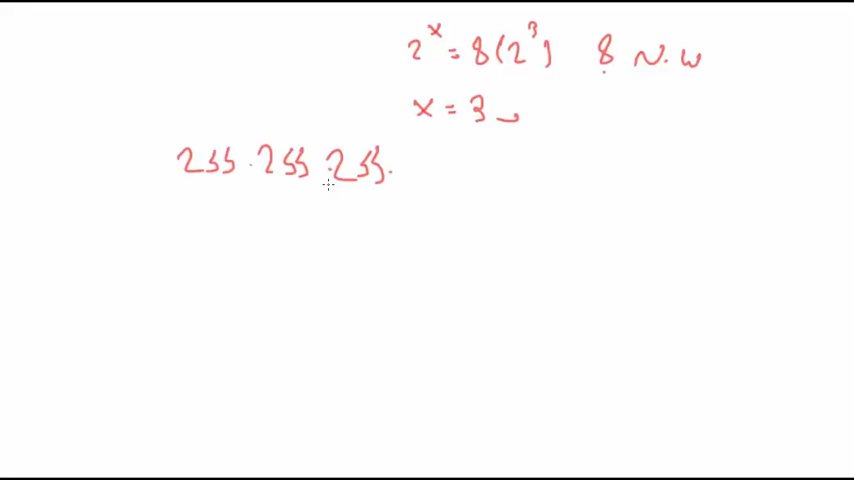 2^x = 8(2^3) 8 N.W
x = 3
255.255.255.